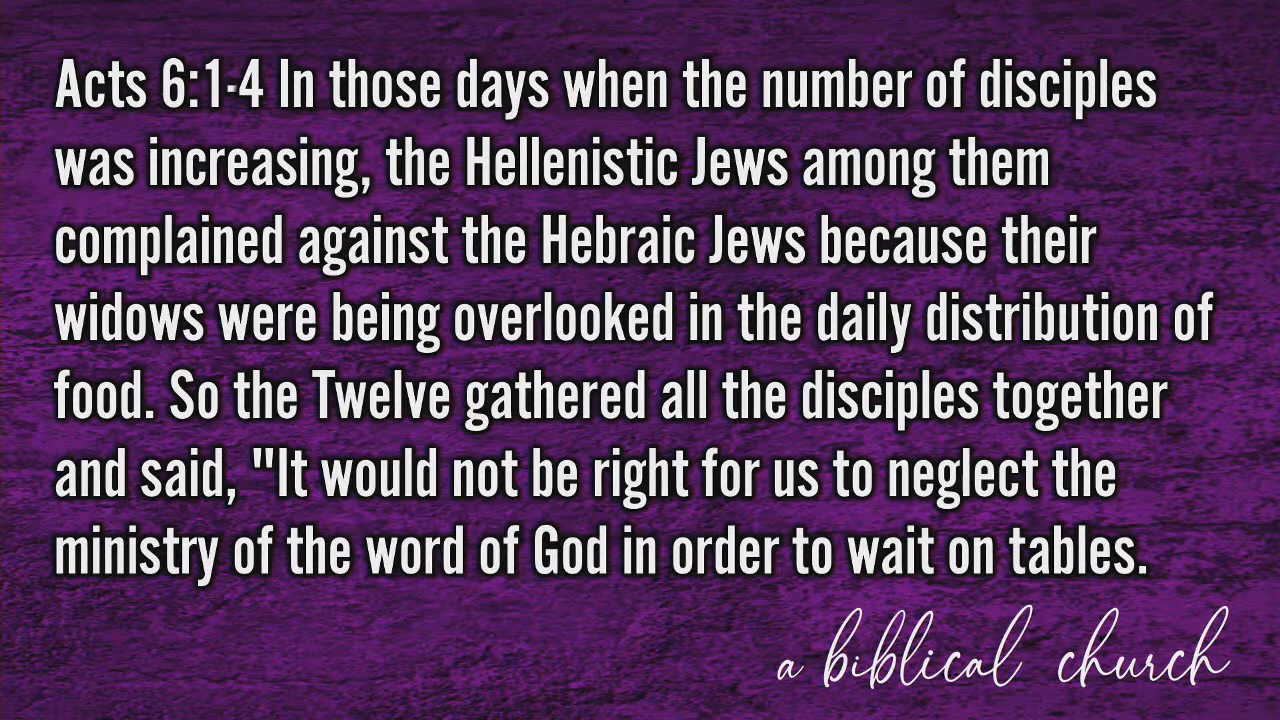 Acts 6:1-4 In those days when the number of disciples
was increasing, the Hellenistic Jews among them
complained against the Hebraic Jews because their
widows were being overlooked in the daily distribution of
food. So the Twelve gathered all the disciples together
and said, "It would not be right for us to neglect the
ministry of the word of God in order to wait on tables.
a biblical church